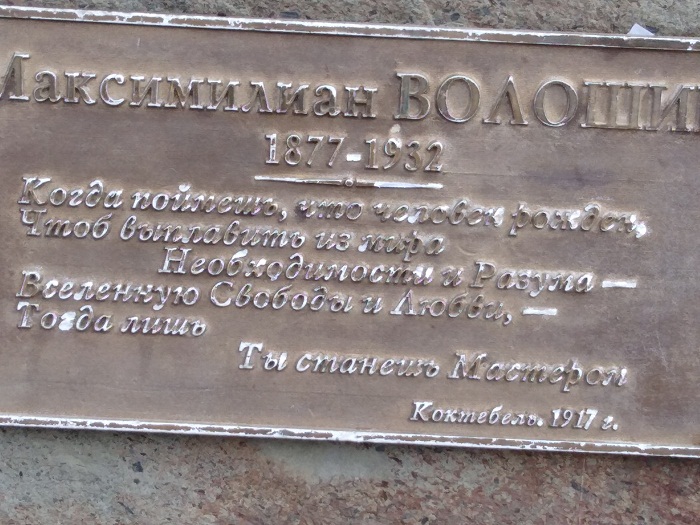 Максимилиан ВОЛОШИН
1877-1932
Когда поймешь, что человек рожден,
Чтоб выплавить из мира
Необходимости и Разума —
Вселенную Свободы и Любви, —
Тогда лишь
Ты станешь Мастером
Коктебель. 1917 г.